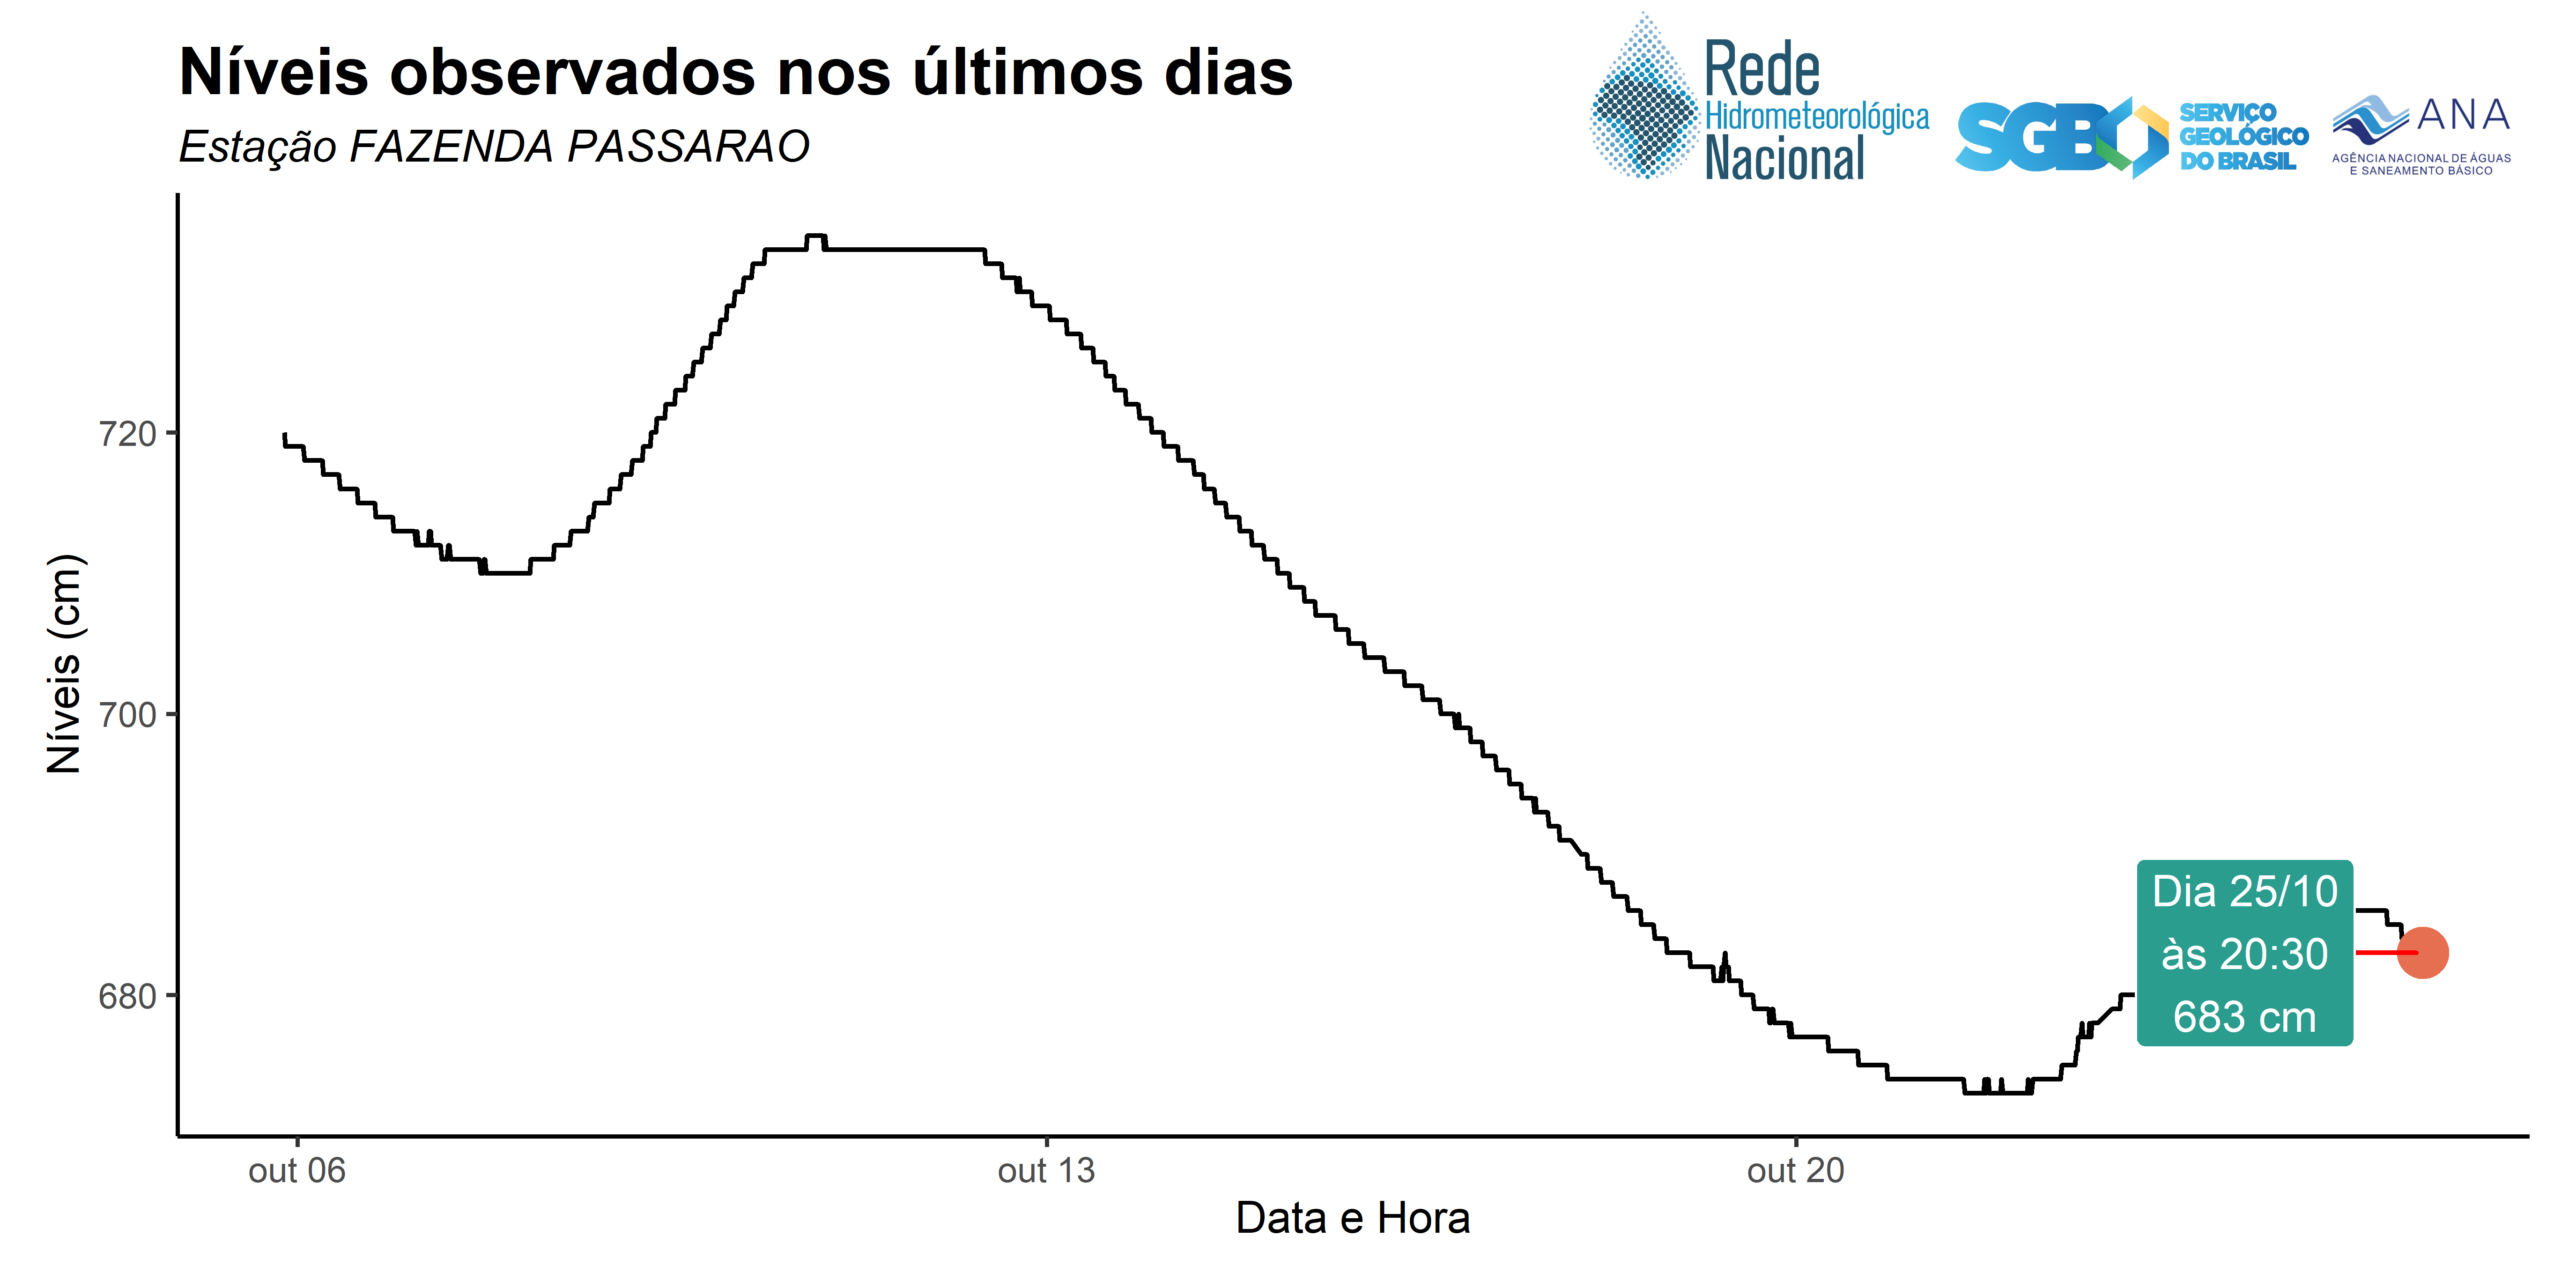 Níveis observados nos últimos dias
Estação FAZENDA PASSARAO
Rede
Hidrometeorológica
Nacional
SGB
SERVIÇO
GEOLÓGICO
DO BRASIL
ANA
AGÊNCIA NACIONAL DE ÁGUAS
E SANEAMENTO BÁSICO
Níveis (cm)
720
700
680
Dia 25/10
às 20:30
683 cm
out 06
out 13
out 20
Data e Hora